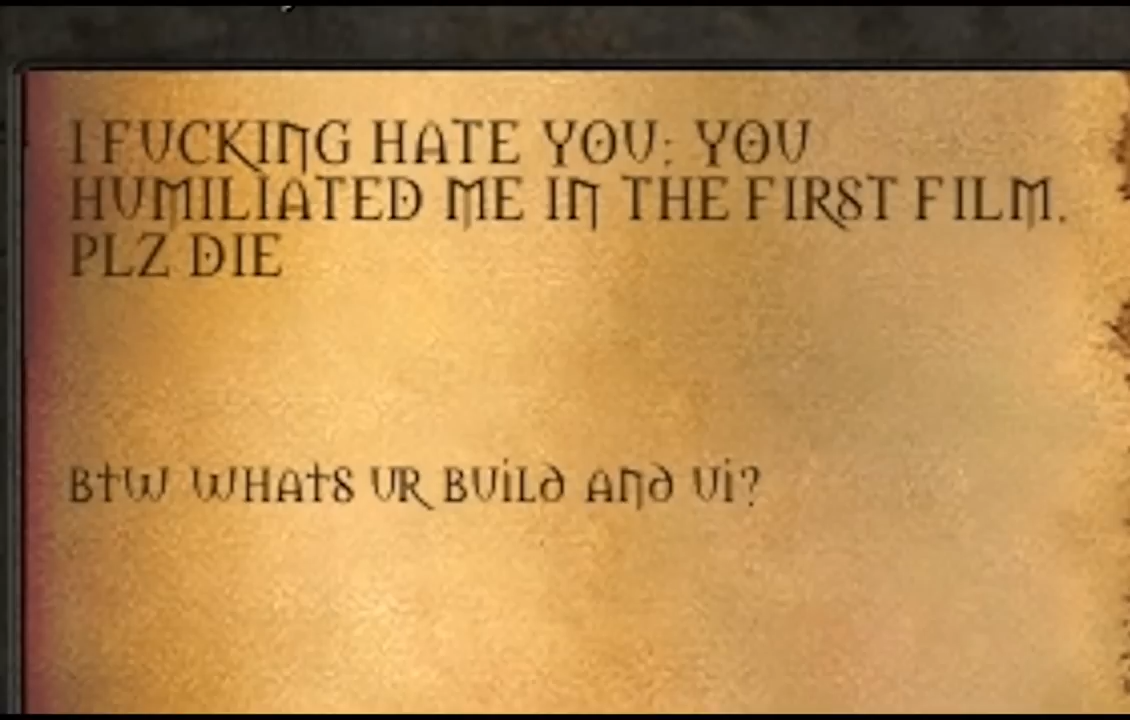 I FUCKING HATE YOU: YOU
HUMILIATED ME IN THE FIRST FILM.
PLZ DIE
Btw whats ur build and ui?